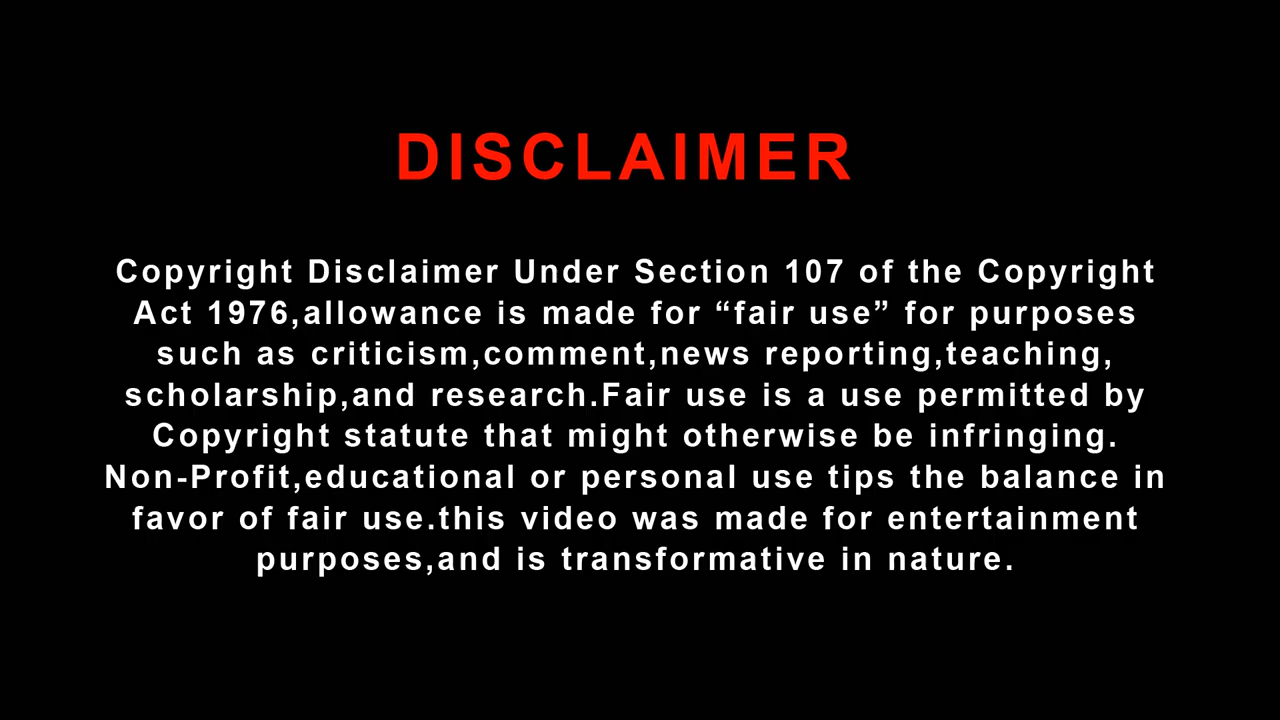 DISCLAIMER
Copyright Disclaimer Under Section 107 of the Copyright
Act 1976,allowance is made for “fair use” for purposes
such as criticism,comment,news reporting,teaching,
scholarship,and research.Fair use is a use permitted by
Copyright statute that might otherwise be infringing.
Non-Profit,educational or personal use tips the balance in
favor of fair use.this video was made for entertainment
purposes,and is transformative in nature.